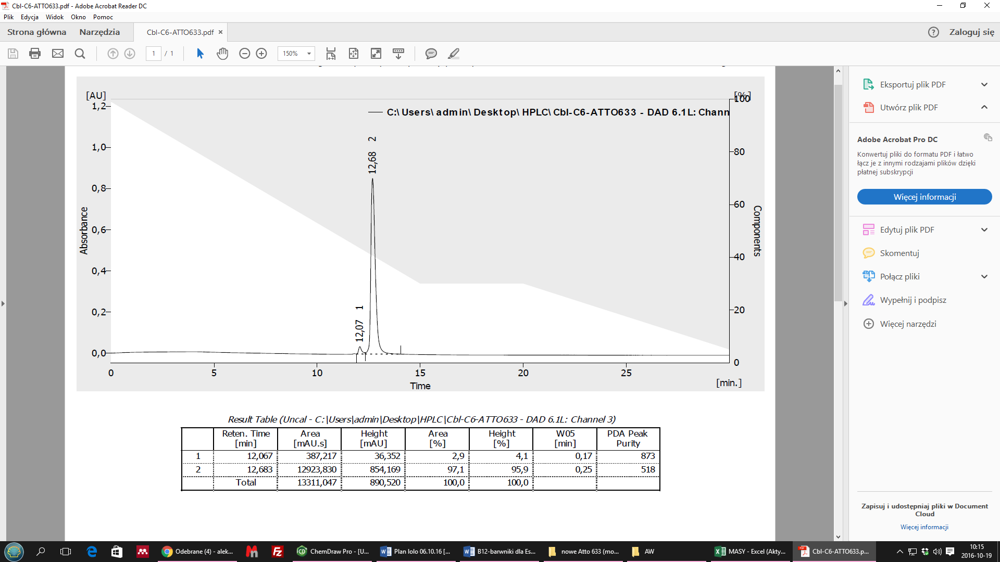 Cbl-C6-ATTO633.pdf - Adobe Acrobat Reader DC
Plik Edycja Widok Okno Pomoc
Strona główna Narzędzia Cbl-C6-ATTO633.pdf × Zaloguj się
1 / 1 150%
[AU] [%]
C:\Users\admin\Desktop\HPLC\Cbl-C6-ATTO633 - DAD 6.1L: Chann
1,2 1,0 0,8 0,6 0,4 0,2 0,0
Absorbance
12,07 1
12,68 2
100 80 60 40 20 0
Components
0 5 10 15 20 25
Time [min.]
Result Table (Uncal - C:\Users\admin\Desktop\HPLC\Cbl-C6-ATTO633 - DAD 6.1L: Channel 3)
Reten. Time Area Height Area Height W05 PDA Peak
[min] [mAU.s] [mAU] [%] [%] [min] Purity
1 12,067 387,217 36,352 2,9 4,1 0,17 873
2 12,683 12923,830 854,169 97,1 95,9 0,25 518
Total 13311,047 890,520 100,0 100,0
Eksportuj plik PDF
Utwórz plik PDF
Adobe Acrobat Pro DC
Konwertuj pliki do formatu PDF i łatwo
łącz je z innymi rodzajami plików dzięki
płatnej subskrypcji
Więcej informacji
Edytuj plik PDF
Skomentuj
Połącz pliki
Wypełnij i podpisz
Więcej narzędzi
Zapisuj i udostępniaj pliki w Document
Cloud
Więcej informacji
Odebrane (4) - alek... ChemDraw Pro - [U... Plan lolo 06.10.16 [... B12-barwniki dla Es... nowe Atto 633 (mo... AW MASY - Excel (Akty... Cbl-C6-ATTO633.p...
10:15
2016-10-19